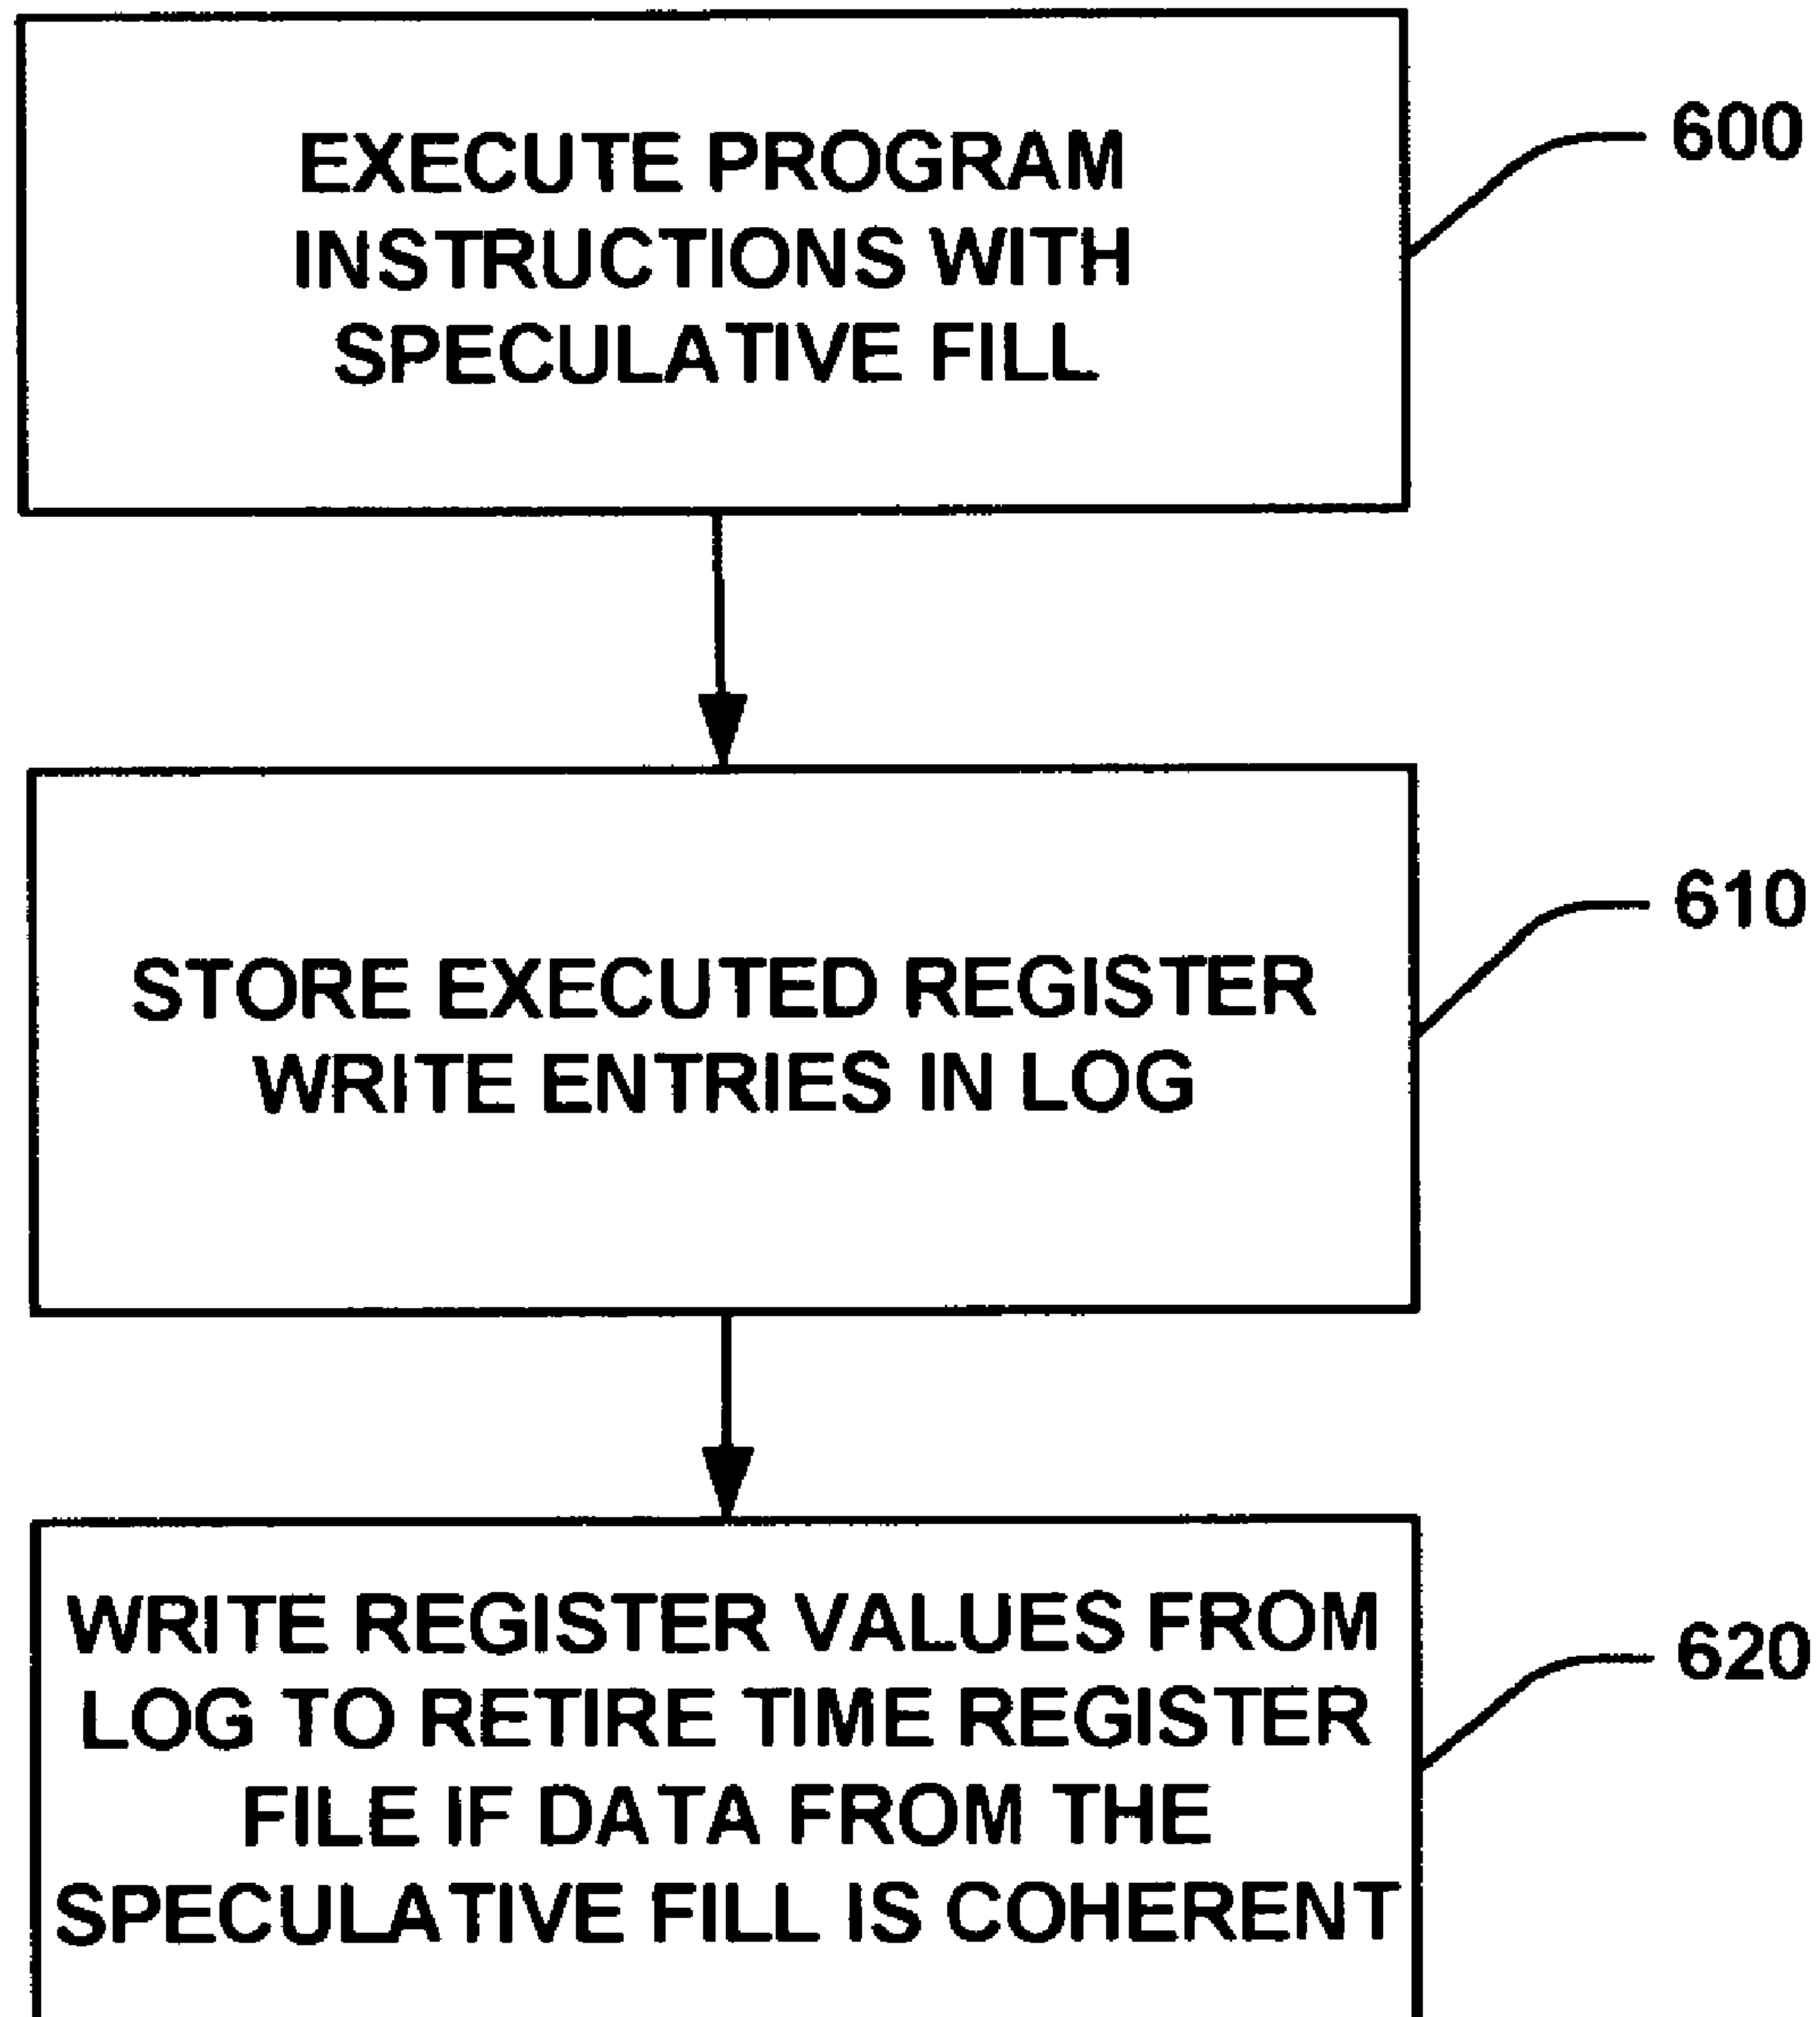 EXECUTE PROGRAM
INSTRUCTIONS WITH
SPECULATIVE FILL
600
STORE EXECUTED REGISTER
WRITE ENTRIES IN LOG
610
WRITE REGISTER VALUES FROM
LOG TO RETIRE TIME REGISTER
FILE IF DATA FROM THE
SPECULATIVE FILL IS COHERENT
620